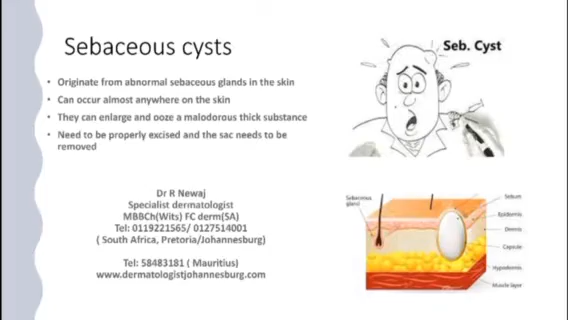 Sebaceous cysts
• Originate from abnormal sebaceous glands in the skin
• Can occur almost anywhere on the skin
• They can enlarge and ooze a malodorous thick substance
• Need to be properly excised and the sac needs to be
removed
Dr R Newaj
Specialist dermatologist
MBBCh(Wits) FC derm(SA)
Tel: 0119221565/ 0127514001
( South Africa, Pretoria/Johannesburg)
Tel: 58483181 ( Mauritius)
www.dermatologistjohannesburg.com
Seb. Cyst
Sebaceous
gland
Sebum
Epidermis
Dermis
Capsule
Hypodermis
Muscle layer